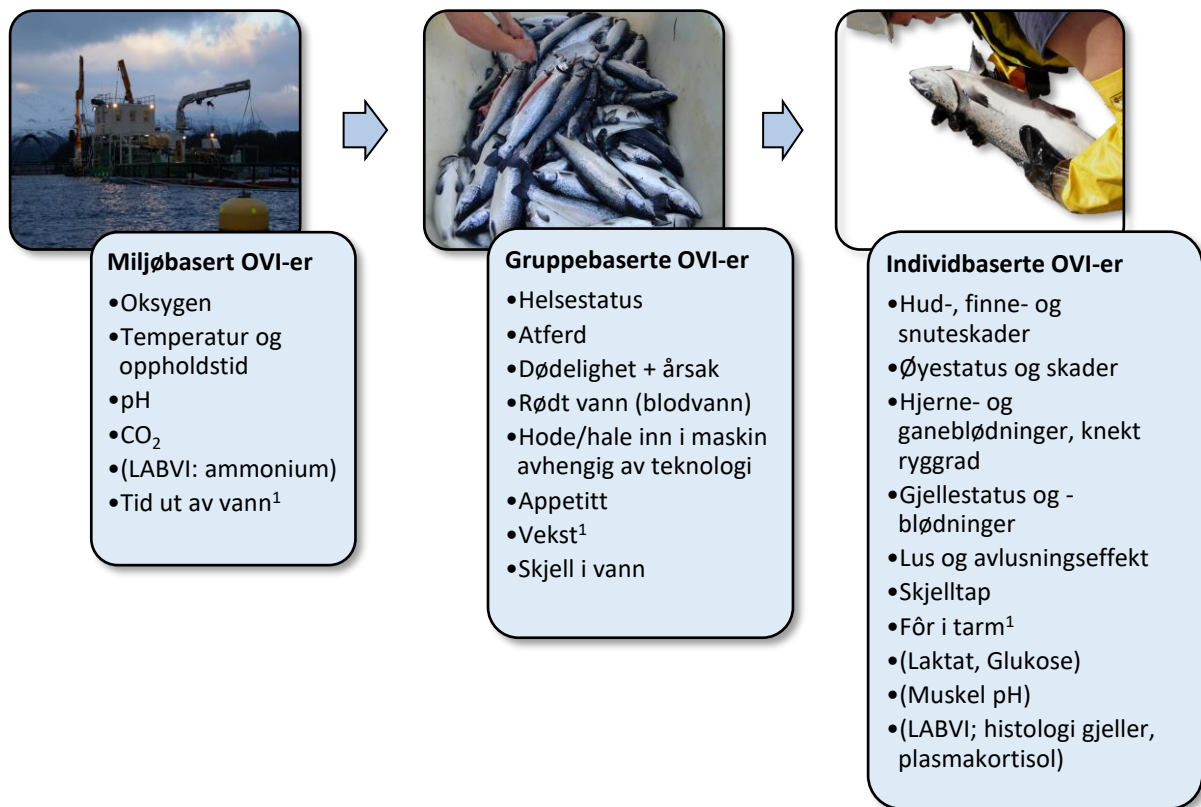 Miljøbasert OVI-er
•Oksygen
•Temperatur og
oppholdstid
•pH
•CO₂
•(LABVI: ammonium)
•Tid ut av vann¹
Gruppebaserte OVI-er
•Helsestatus
•Atferd
•Dødelighet + årsak
•Rødt vann (blodvann)
•Hode/hale inn i maskin
avhengig av teknologi
•Appetitt
•Vekst¹
•Skjell i vann
Individbaserte OVI-er
•Hud-, finne- og
snuteskader
•Øyestatus og skader
•Hjerne- og
ganeblødninger, knekt
ryggrad
•Gjellestatus og -
blødninger
•Lus og avlusningseffekt
•Skjelltap
•Fôr i tarm¹
•(Laktat, Glukose)
•(Muskel pH)
•(LABVI; histologi gjeller,
plasmakortisol)